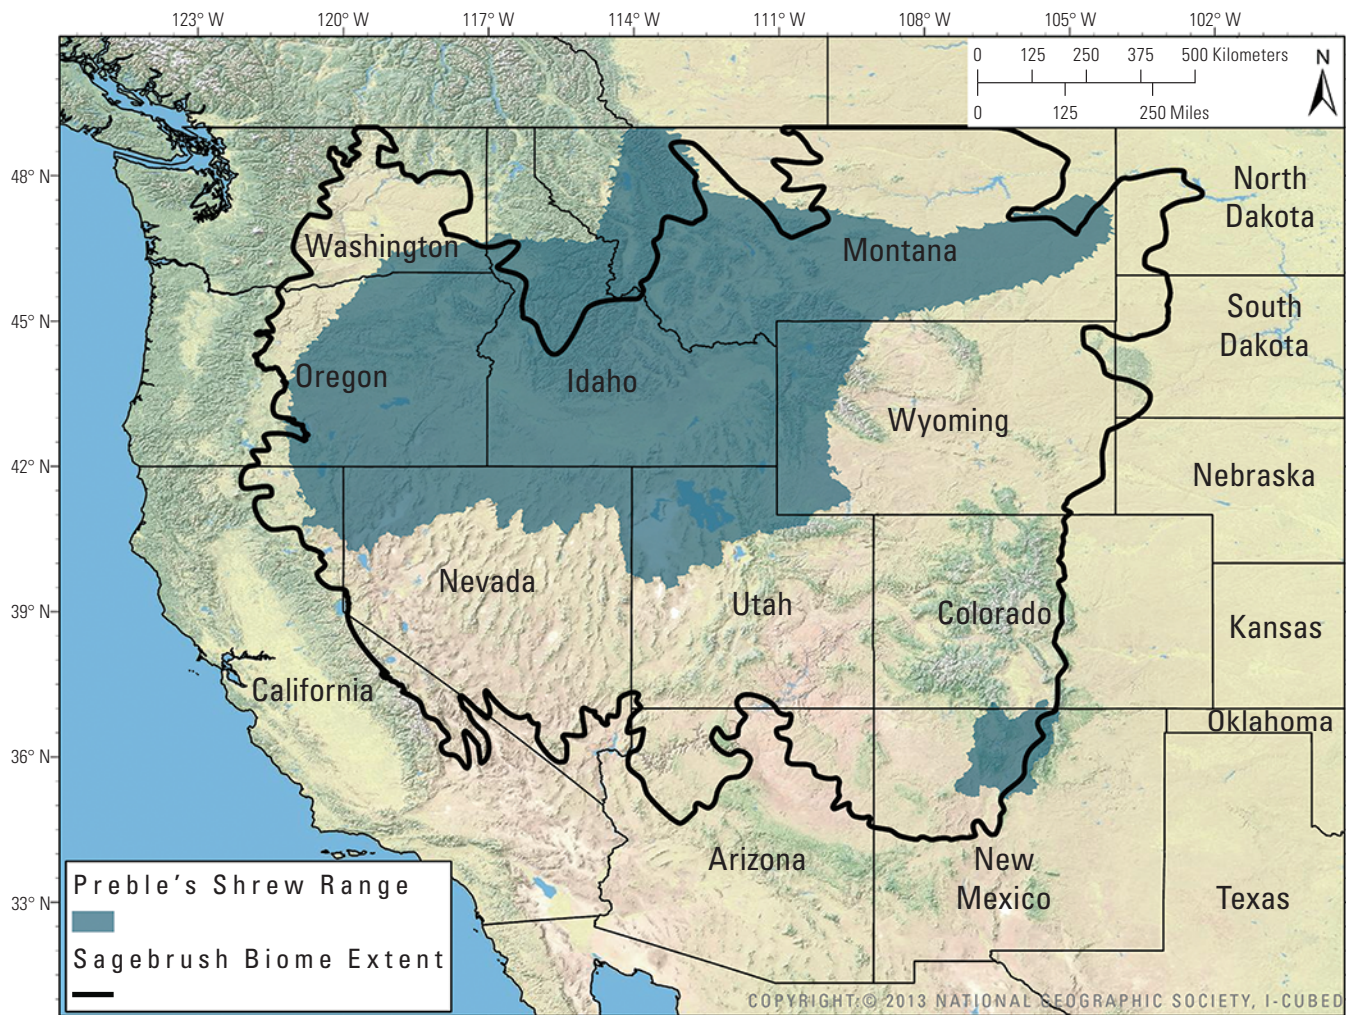 123° W 120° W 117° W 114° W 111° W 108° W 105° W 102° W
0 125 250 375 500 Kilometers
0 125 250 Miles
N
48° N
45° N
42° N
39° N
36° N
33° N
Washington
Montana
North
Dakota
South
Dakota
Oregon
Idaho
Wyoming
Nebraska
Nevada
Utah
Colorado
Kansas
California
Oklahoma
Arizona
New
Mexico
Texas
Preble's Shrew Range
Sagebrush Biome Extent
COPYRIGHT:© 2013 NATIONAL GEOGRAPHIC SOCIETY, I-CUBED